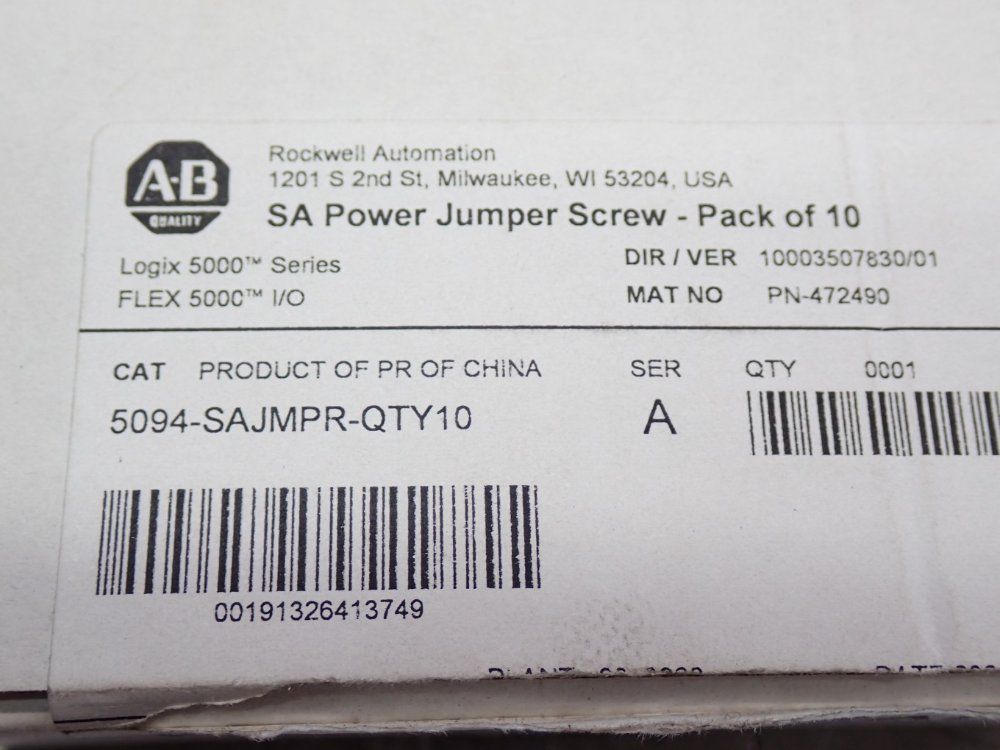 A-B
QUALITY
Rockwell Automation
1201 S 2nd St, Milwaukee, WI 53204, USA
SA Power Jumper Screw - Pack of 10
Logix 5000™ Series
DIR / VER 10003507830/01
FLEX 5000™ I/O
MAT NO PN-472490
CAT PRODUCT OF PR OF CHINA SER QTY 0001
5094-SAJMPR-QTY10 A
00191326413749